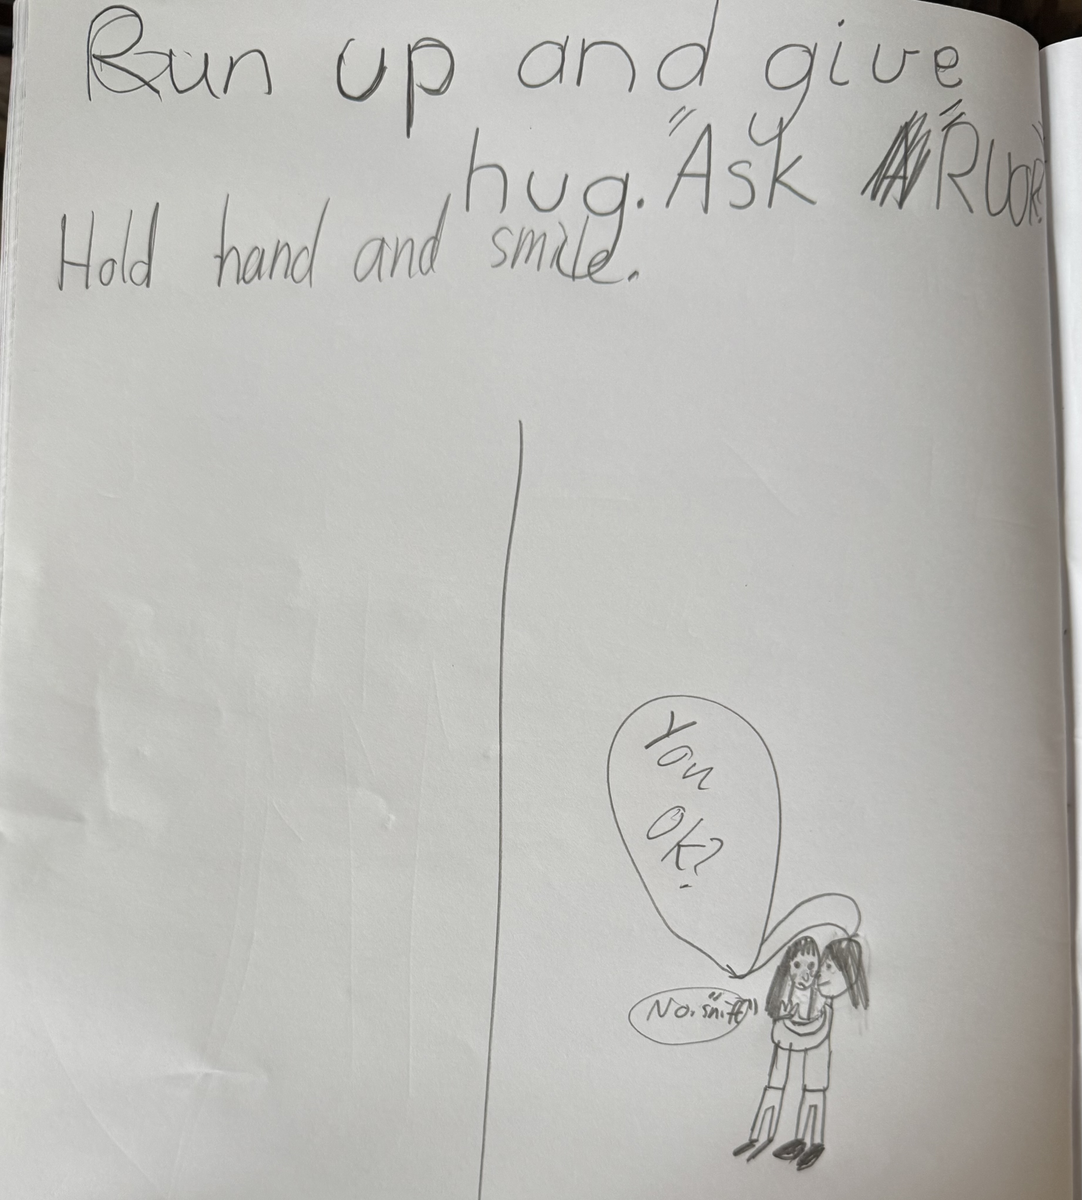 Run up and give
hug. "Ask "RUOK?"
Hold hand and smile.
You
OK?
No. "sniff"